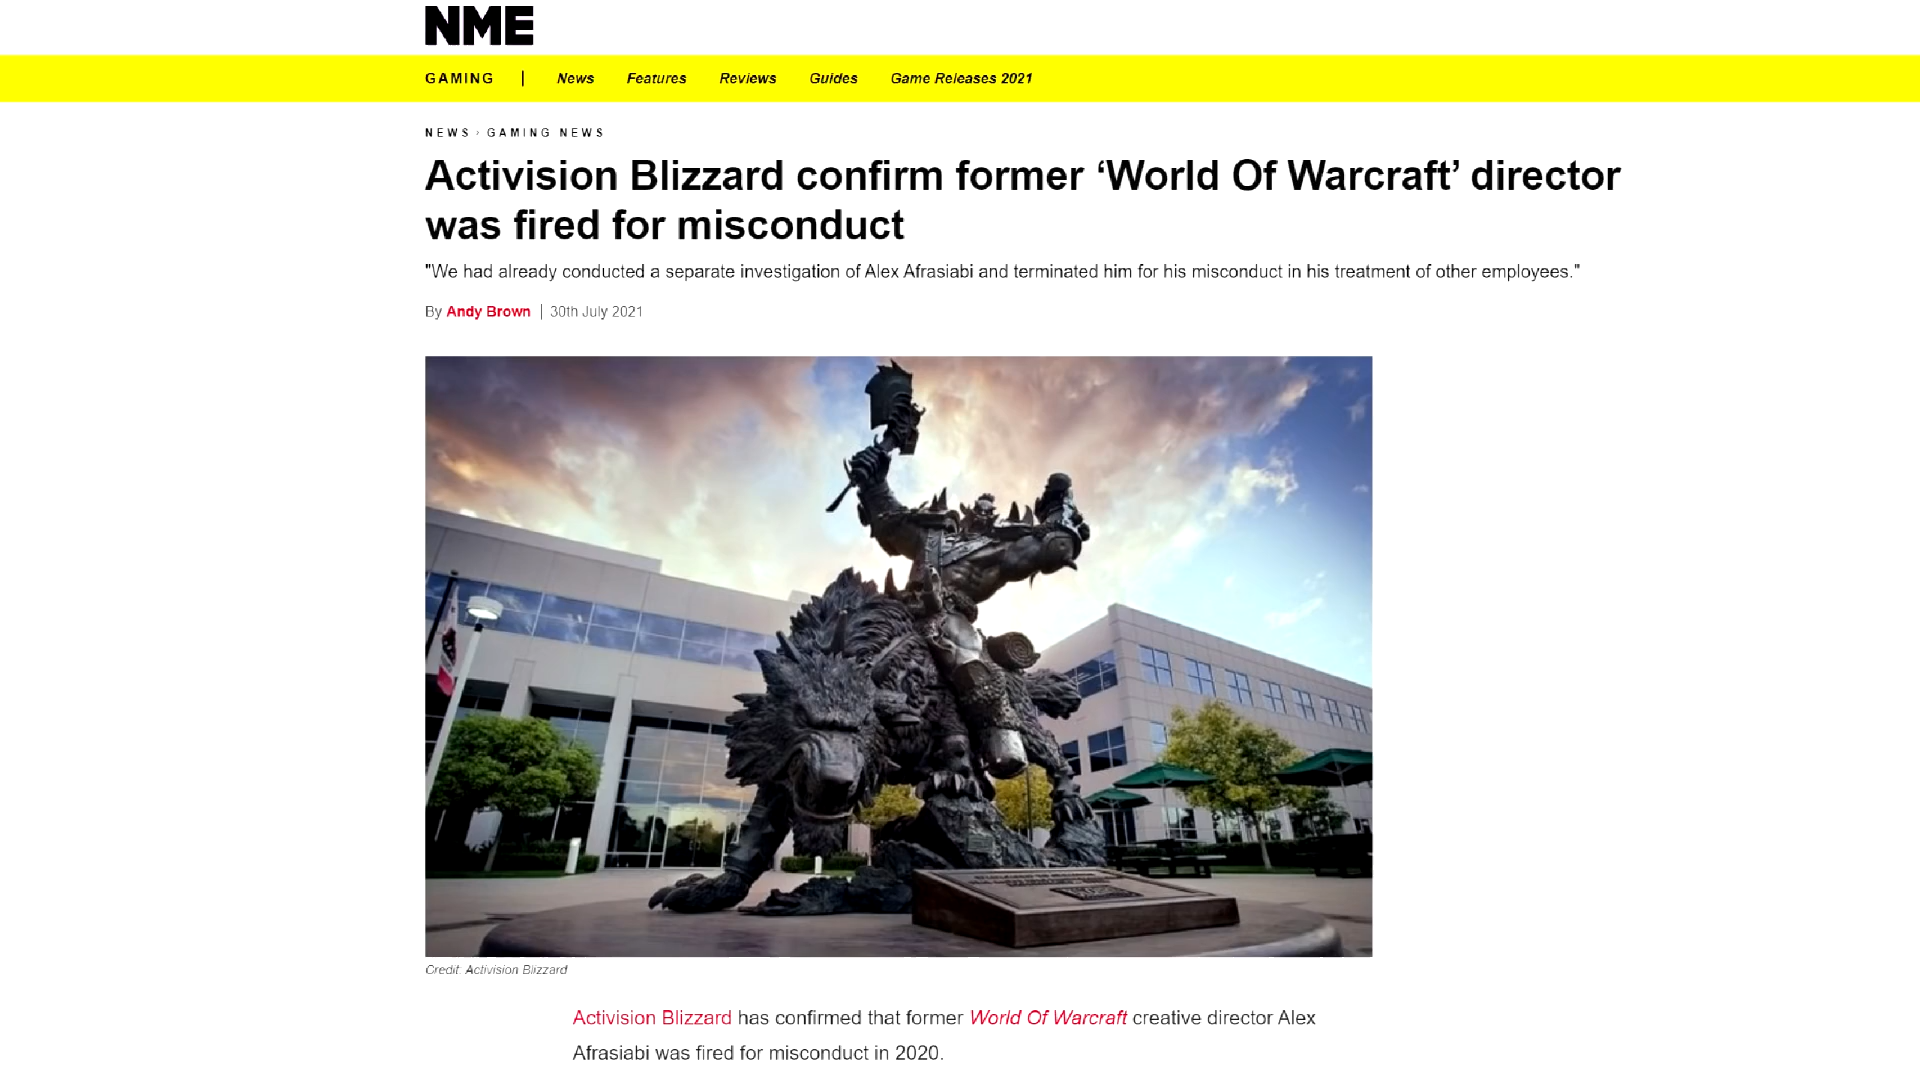 NME
GAMING | News Features Reviews Guides Game Releases 2021
NEWS › GAMING NEWS
Activision Blizzard confirm former ‘World Of Warcraft’ director
was fired for misconduct
"We had already conducted a separate investigation of Alex Afrasiabi and terminated him for his misconduct in his treatment of other employees."
By Andy Brown | 30th July 2021
Credit: Activision Blizzard
Activision Blizzard has confirmed that former World Of Warcraft creative director Alex
Afrasiabi was fired for misconduct in 2020.